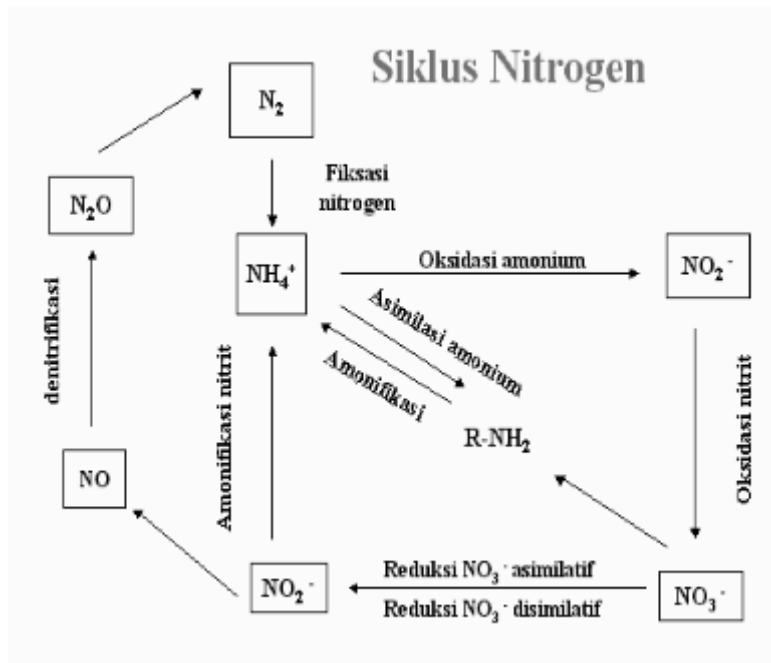 Siklus Nitrogen
N₂
Fiksasi
nitrogen
N₂O
NH₄⁺
Oksidasi amonium
NO₂⁻
Asimilasi amonium
Amonifikasi
denitrifikasi
Amonifikasi nitrit
Oksidasi nitrit
R-NH₂
NO
NO₂⁻
Reduksi NO₃⁻ asimilatif
Reduksi NO₃⁻ disimilatif
NO₃⁻